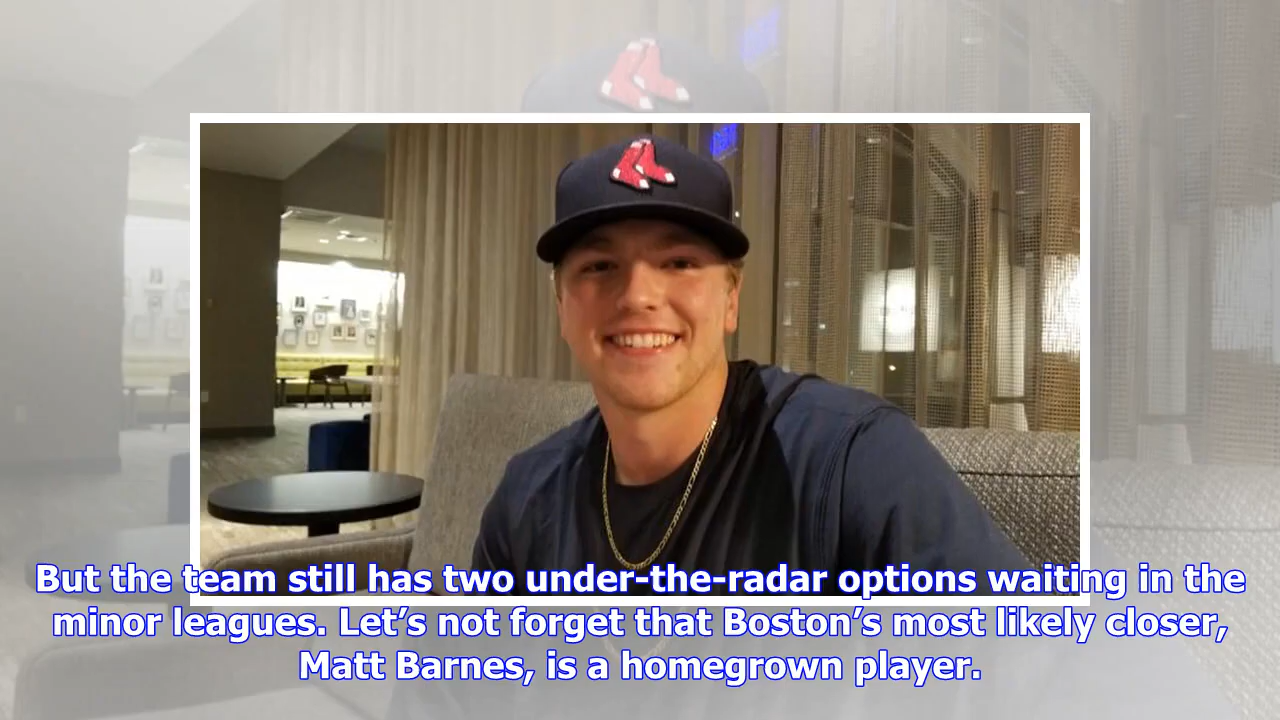 But the team still has two under-the-radar options waiting in the
minor leagues. Let’s not forget that Boston’s most likely closer,
Matt Barnes, is a homegrown player.